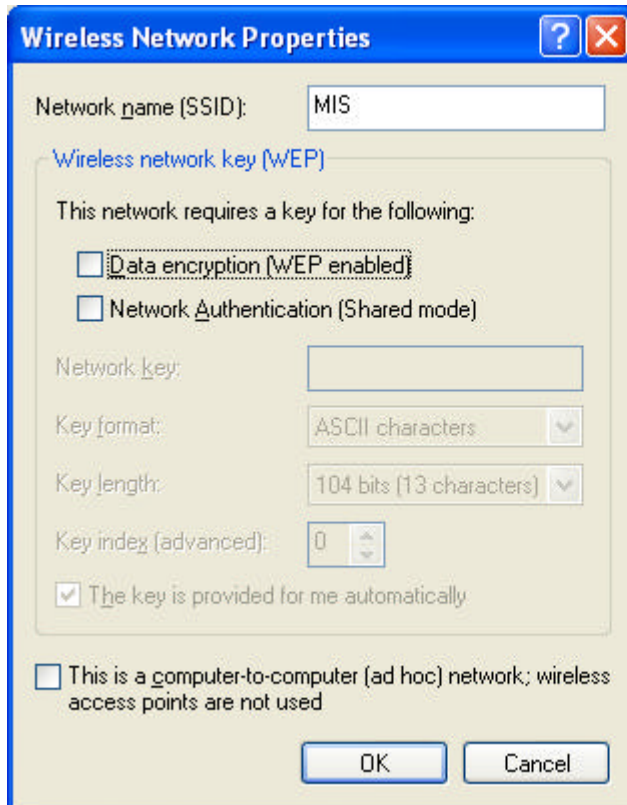 Wireless Network Properties
Network name (SSID): MIS
Wireless network key (WEP)
This network requires a key for the following:
Data encryption (WEP enabled)
Network Authentication (Shared mode)
Network key:
Key format: ASCII characters
Key length: 104 bits (13 characters)
Key index (advanced): 0
The key is provided for me automatically
This is a computer-to-computer (ad hoc) network; wireless
access points are not used
OK Cancel